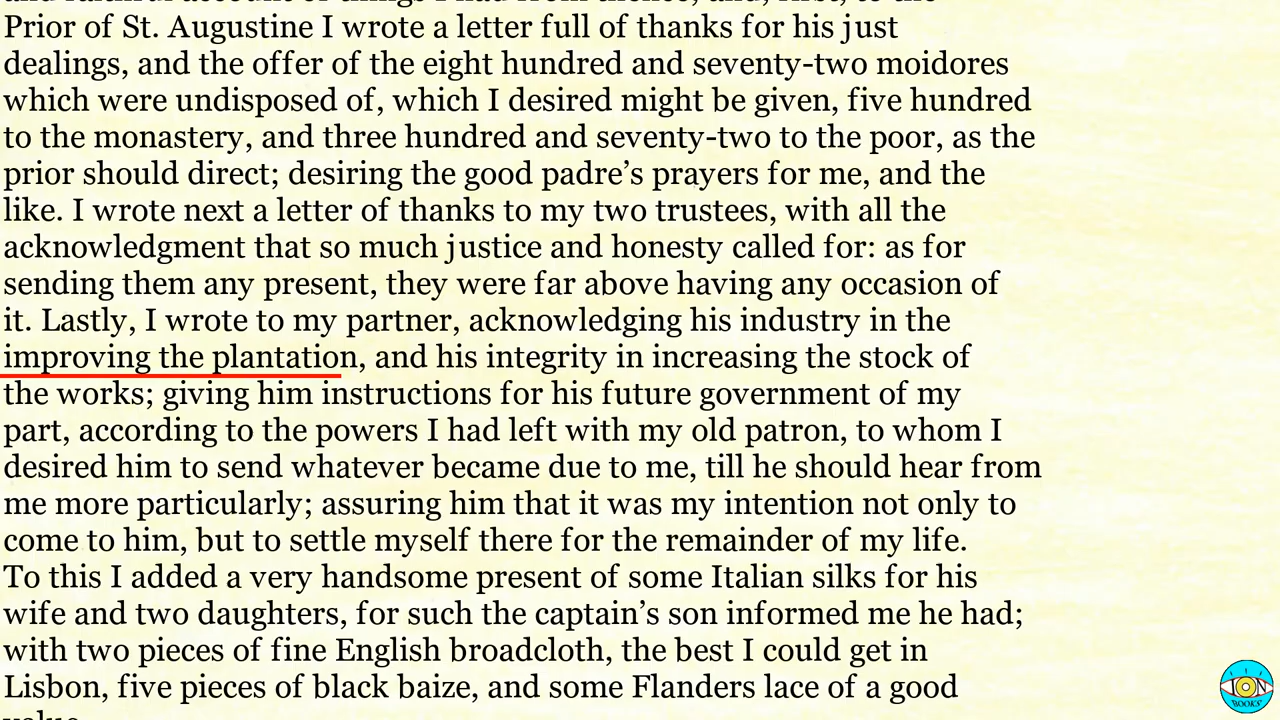 Prior of St. Augustine I wrote a letter full of thanks for his just
dealings, and the offer of the eight hundred and seventy-two moidores
which were undisposed of, which I desired might be given, five hundred
to the monastery, and three hundred and seventy-two to the poor, as the
prior should direct; desiring the good padre’s prayers for me, and the
like. I wrote next a letter of thanks to my two trustees, with all the
acknowledgment that so much justice and honesty called for: as for
sending them any present, they were far above having any occasion of
it. Lastly, I wrote to my partner, acknowledging his industry in the
improving the plantation, and his integrity in increasing the stock of
the works; giving him instructions for his future government of my
part, according to the powers I had left with my old patron, to whom I
desired him to send whatever became due to me, till he should hear from
me more particularly; assuring him that it was my intention not only to
come to him, but to settle myself there for the remainder of my life.
To this I added a very handsome present of some Italian silks for his
wife and two daughters, for such the captain’s son informed me he had;
with two pieces of fine English broadcloth, the best I could get in
Lisbon, five pieces of black baize, and some Flanders lace of a good
ION
BOOKS